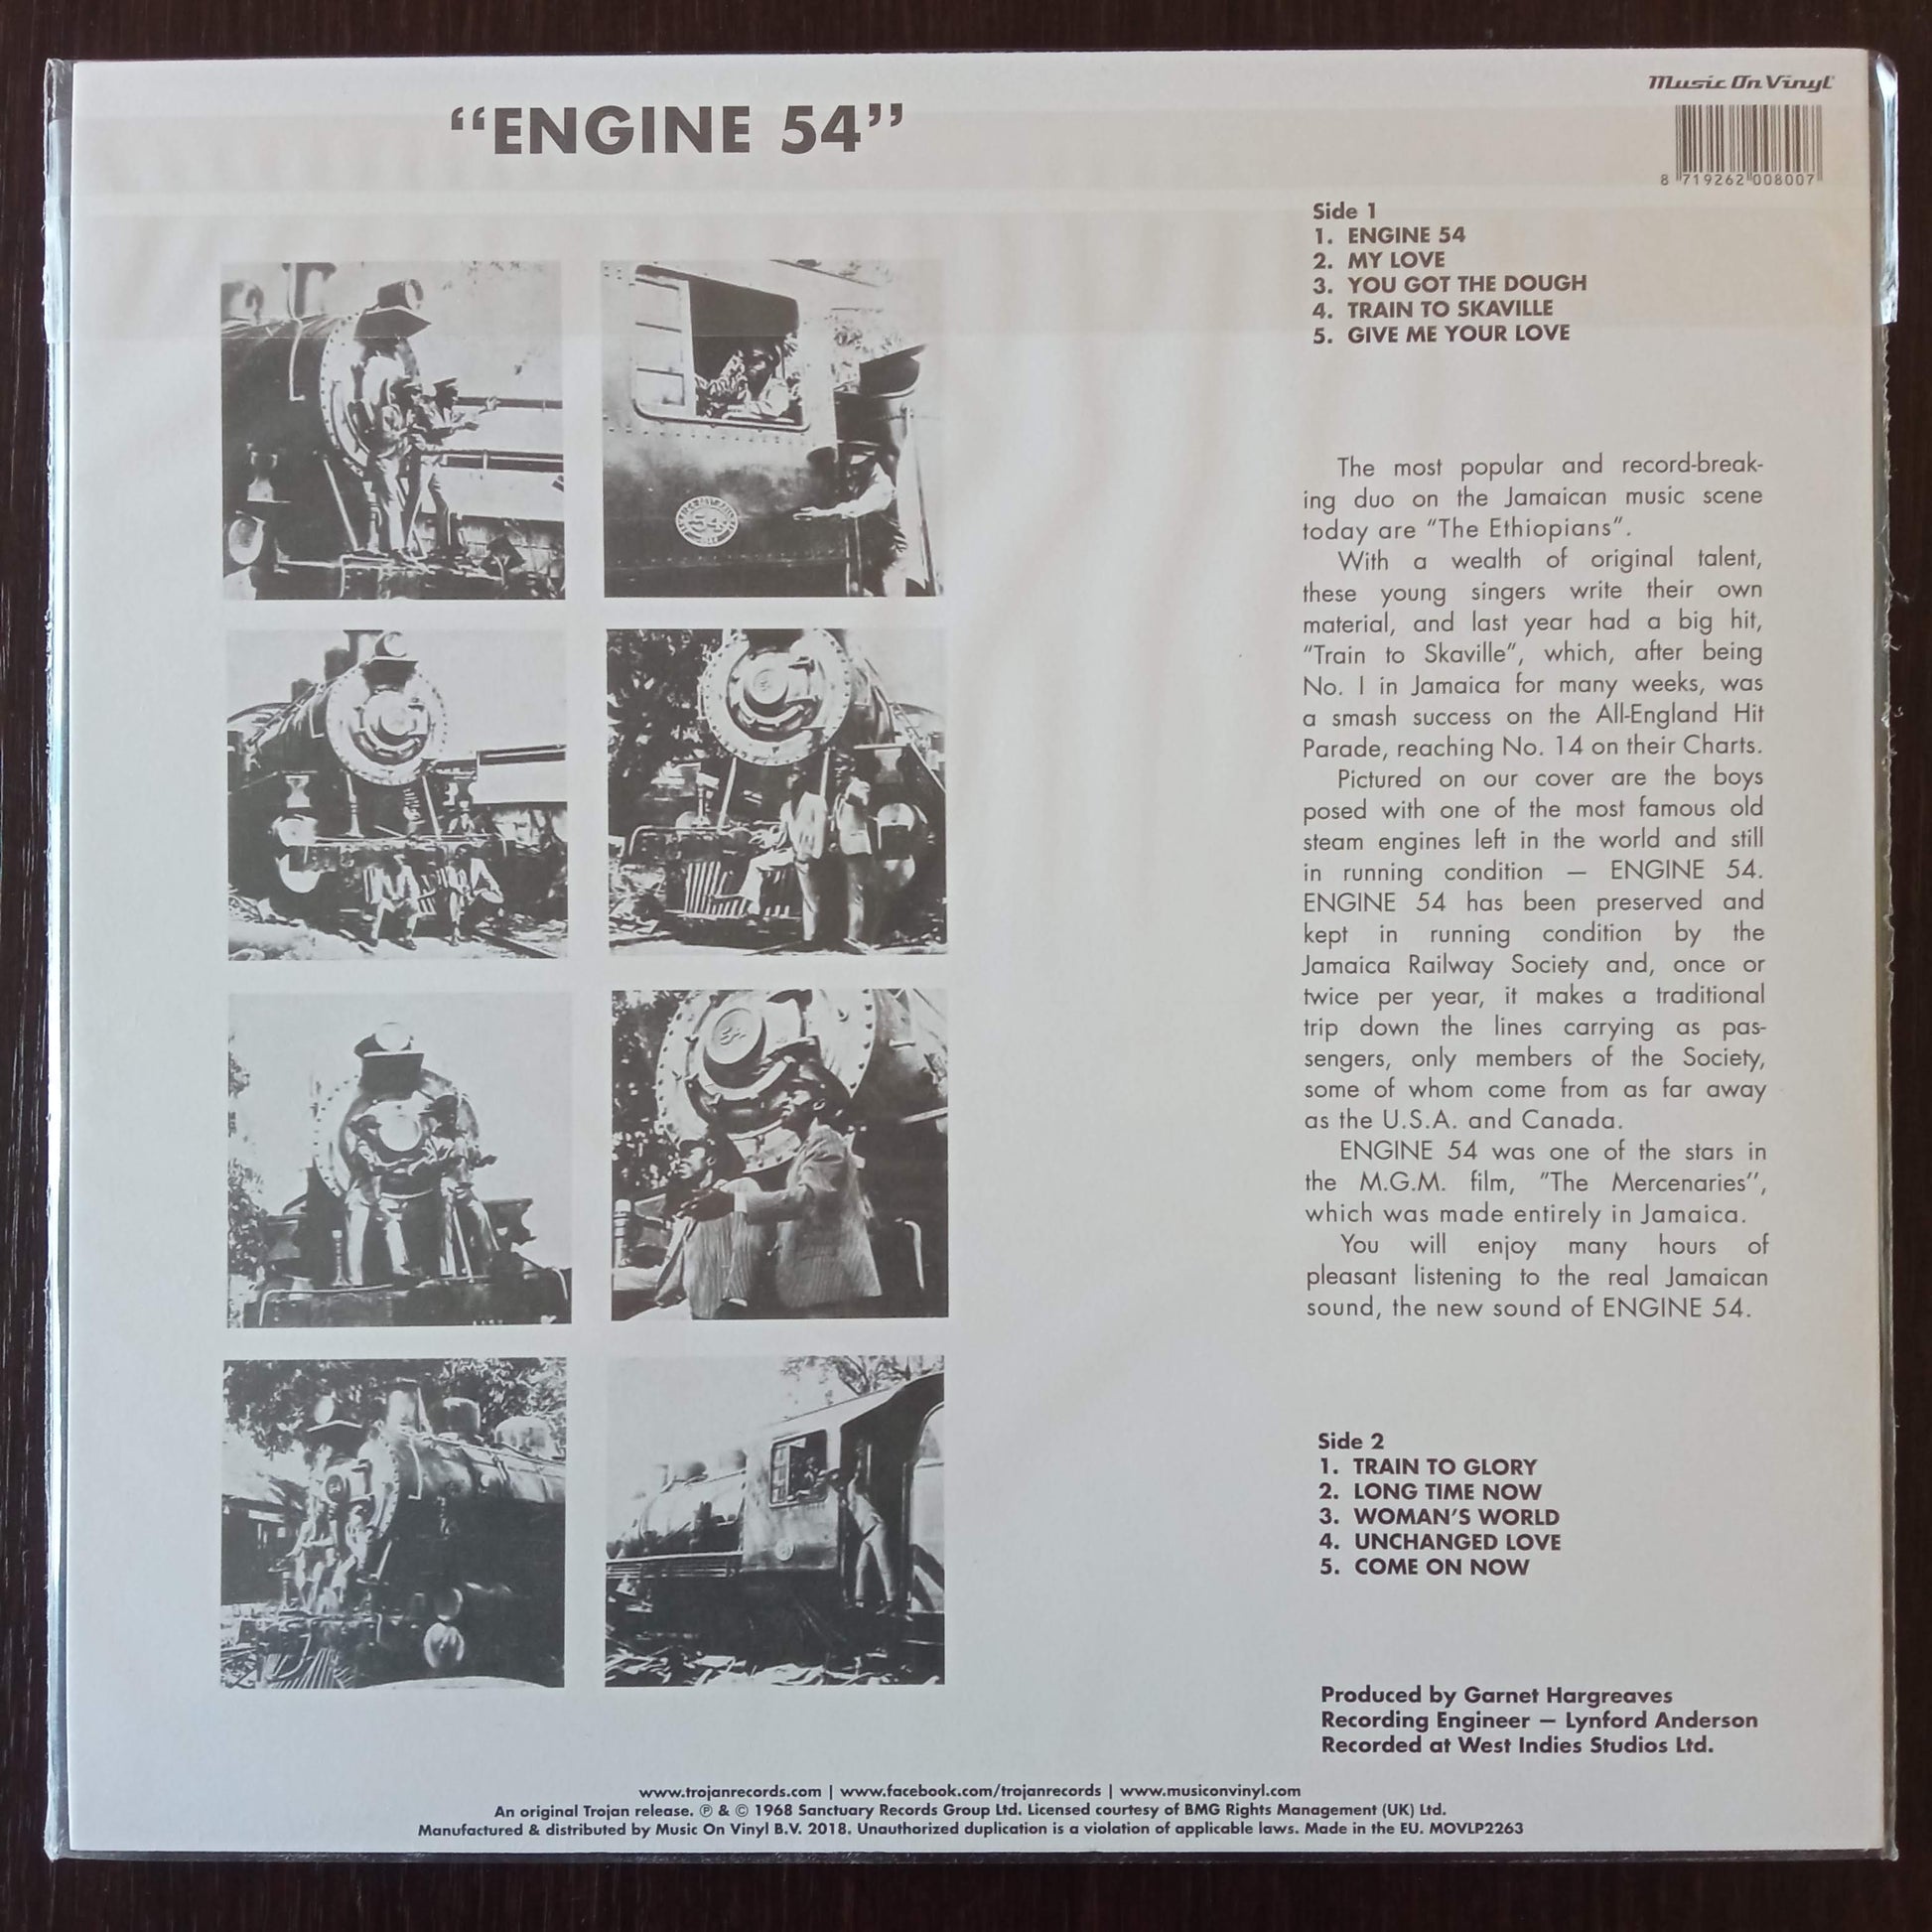 Music On Vinyl
"ENGINE 54"
8 719262 008007
Side 1
1. ENGINE 54
2. MY LOVE
3. YOU GOT THE DOUGH
4. TRAIN TO SKAVILLE
5. GIVE ME YOUR LOVE
The most popular and record-break-
ing duo on the Jamaican music scene
today are "The Ethiopians".
With a wealth of original talent,
these young singers write their own
material, and last year had a big hit,
"Train to Skaville", which, after being
No. 1 in Jamaica for many weeks, was
a smash success on the All-England Hit
Parade, reaching No. 14 on their Charts.
Pictured on our cover are the boys
posed with one of the most famous old
steam engines left in the world and still
in running condition — ENGINE 54.
ENGINE 54 has been preserved and
kept in running condition by the
Jamaica Railway Society and, once or
twice per year, it makes a traditional
trip down the lines carrying as pas-
sengers, only members of the Society,
some of whom come from as far away
as the U.S.A. and Canada.
ENGINE 54 was one of the stars in
the M.G.M. film, "The Mercenaries",
which was made entirely in Jamaica.
You will enjoy many hours of
pleasant listening to the real Jamaican
sound, the new sound of ENGINE 54.
Side 2
1. TRAIN TO GLORY
2. LONG TIME NOW
3. WOMAN'S WORLD
4. UNCHANGED LOVE
5. COME ON NOW
Produced by Garnet Hargreaves
Recording Engineer — Lynford Anderson
Recorded at West Indies Studios Ltd.
www.trojanrecords.com | www.facebook.com/trojanrecords | www.musiconvinyl.com
An original Trojan release. ℗ & © 1968 Sanctuary Records Group Ltd. Licensed courtesy of BMG Rights Management (UK) Ltd.
Manufactured & distributed by Music On Vinyl B.V. 2018. Unauthorized duplication is a violation of applicable laws. Made in the EU. MOVLP2263
54
54